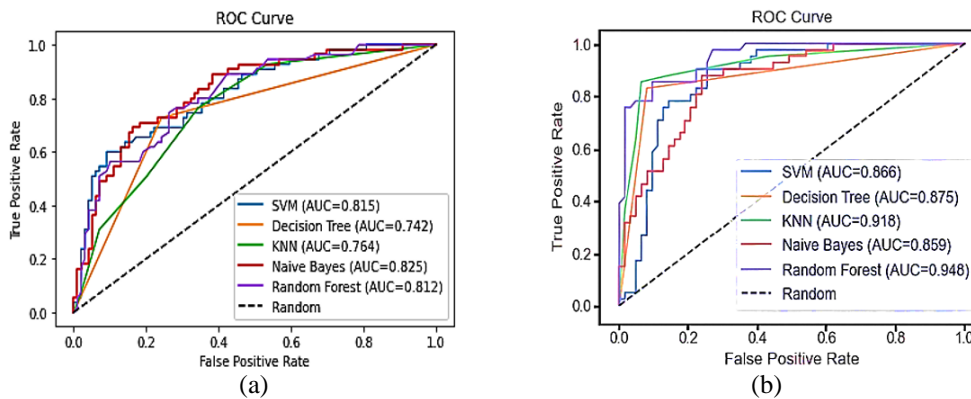 ROC Curve
True Positive Rate
1.0
0.8
0.6
0.4
0.2
0.0
SVM (AUC=0.815)
Decision Tree (AUC=0.742)
KNN (AUC=0.764)
Naive Bayes (AUC=0.825)
Random Forest (AUC=0.812)
Random
0.0 0.2 0.4 0.6 0.8 1.0
False Positive Rate
(a)
ROC Curve
True Positive Rate
1.0
0.8
0.6
0.4
0.2
0.0
SVM (AUC=0.866)
Decision Tree (AUC=0.875)
KNN (AUC=0.918)
Naive Bayes (AUC=0.859)
Random Forest (AUC=0.948)
Random
0.0 0.2 0.4 0.6 0.8 1.0
False Positive Rate
(b)